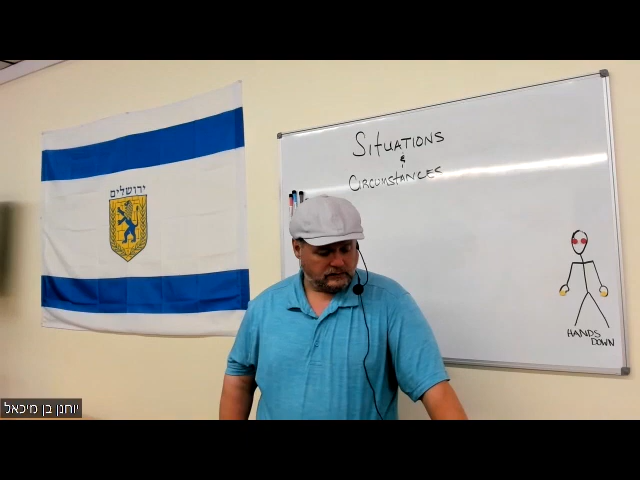 ירושלים
SITUATIONS
&
CIRCUMSTANCES
HANDS
DOWN
יוחנן בן מיכאל